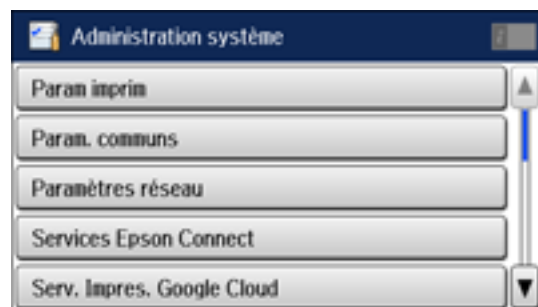 Administration système
Param imprim
Param. communs
Paramètres réseau
Services Epson Connect
Serv. Impres. Google Cloud